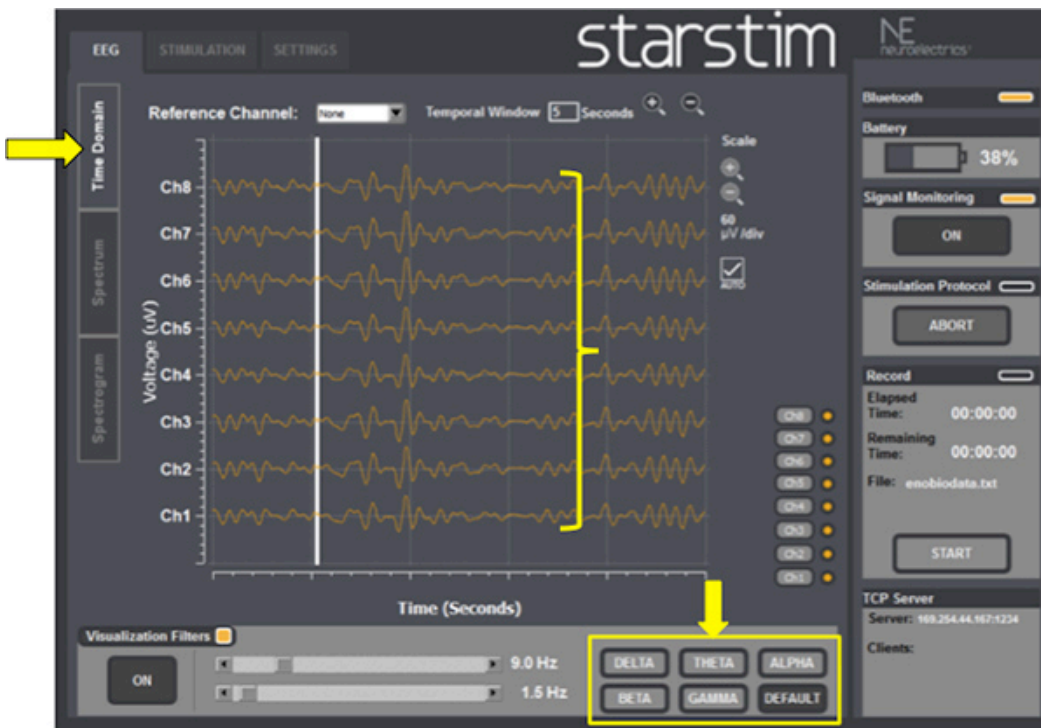 starstim
NE
neuroelectrics
EEG STIMULATION SETTINGS
Time Domain
Spectrum
Spectrogram
Reference Channel: None Temporal Window 5 Seconds
Scale
60
µV /div
AUTO
Voltage (uV)
Ch8
Ch7
Ch6
Ch5
Ch4
Ch3
Ch2
Ch1
Time (Seconds)
Ch8
Ch7
Ch6
Ch5
Ch4
Ch3
Ch2
Ch1
Visualization Filters
ON
9.0 Hz
1.5 Hz
DELTA THETA ALPHA
BETA GAMMA DEFAULT
Bluetooth
Battery
38%
Signal Monitoring
ON
Stimulation Protocol
ABORT
Record
Elapsed
Time: 00:00:00
Remaining
Time: 00:00:00
File: enobiodata.txt
START
TCP Server
Server: 169.254.44.167:1234
Clients: